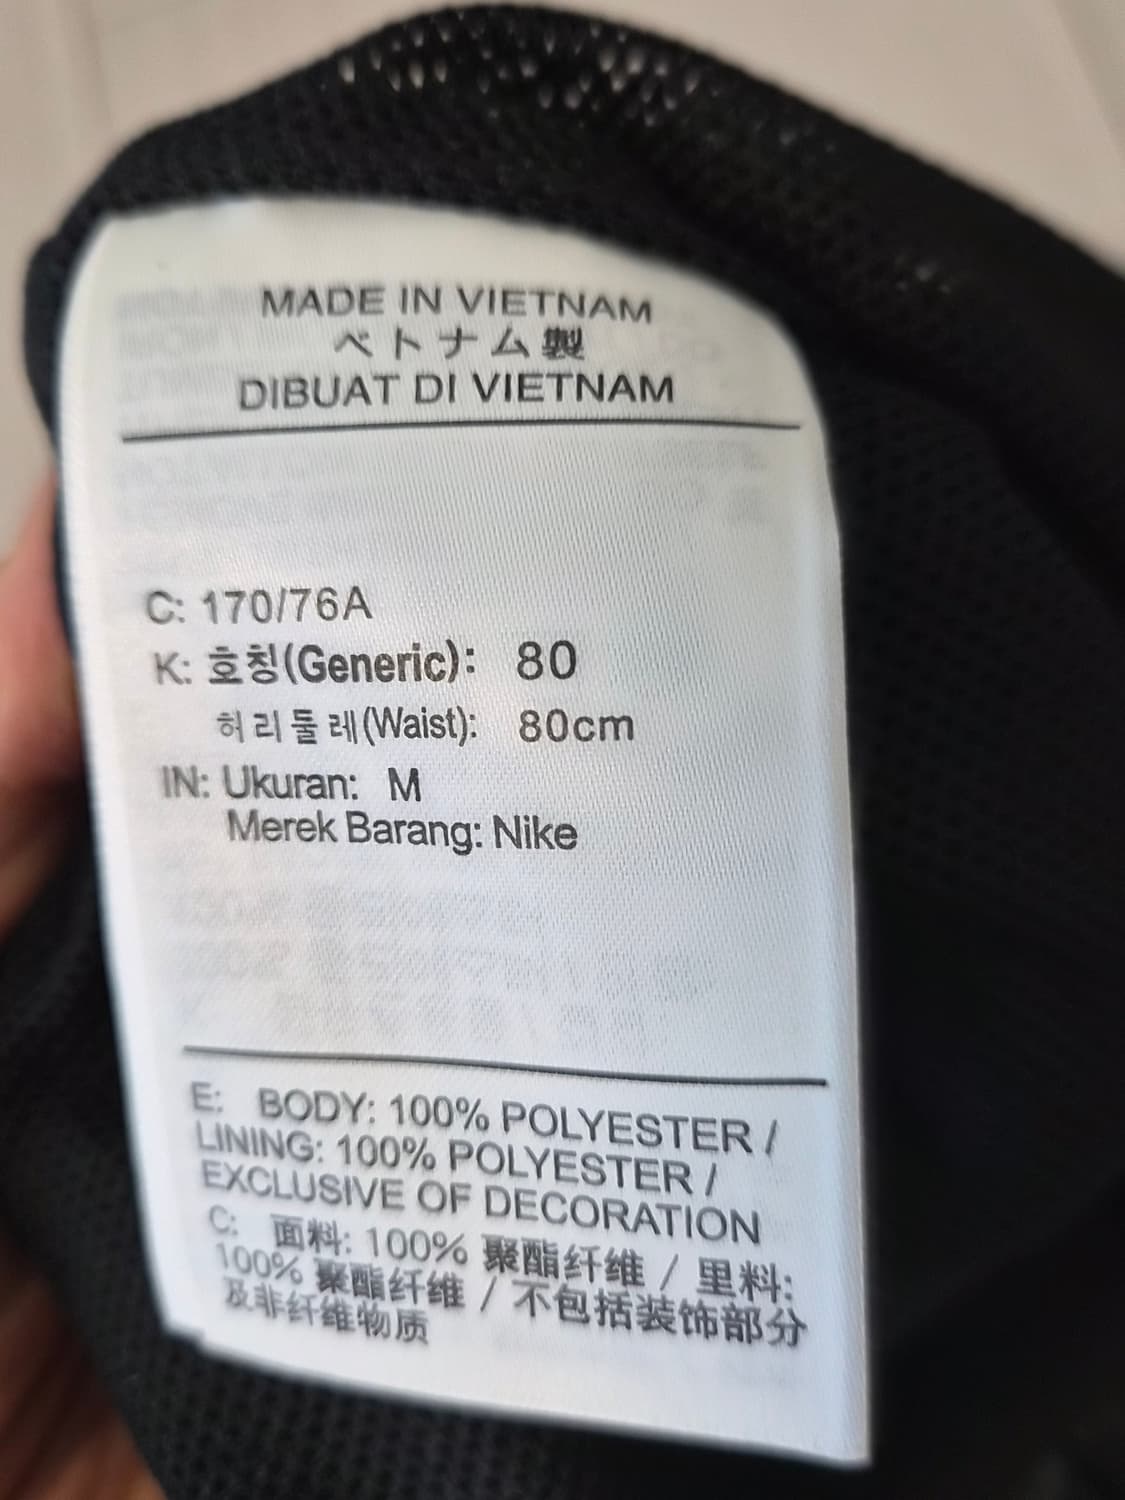 MADE IN VIETNAM
ベトナム製
DIBUAT DI VIETNAM
C: 170/76A
K: 호칭(Generic): 80
허리둘레(Waist): 80cm
IN: Ukuran: M
Merek Barang: Nike
E: BODY: 100% POLYESTER /
LINING: 100% POLYESTER /
EXCLUSIVE OF DECORATION
C: 面料: 100% 聚酯纤维 / 里料:
100% 聚酯纤维 / 不包括装饰部分
及非纤维物质